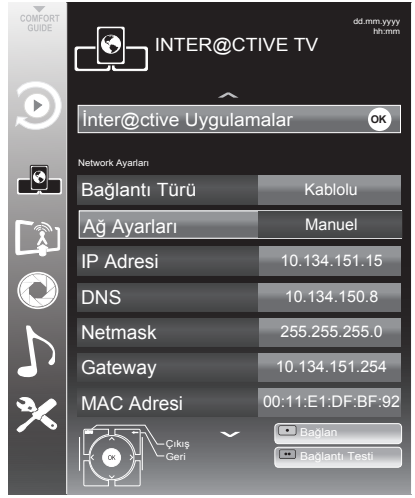 COMFORT
GUIDE
INTER@CTIVE TV
dd.mm.yyyy
hh:mm
İnter@ctive Uygulamalar OK
Network Ayarları
Bağlantı Türü Kablolu
Ağ Ayarları Manuel
IP Adresi 10.134.151.15
DNS 10.134.150.8
Netmask 255.255.255.0
Gateway 10.134.151.254
MAC Adresi 00:11:E1:DF:BF:92
OK
Çıkış
Geri
Bağlan
Bağlantı Testi